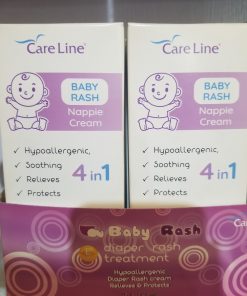 Care Line
BABY
RASH
Nappie
Cream
✓ Hypoallergenic,
✓ Soothing
✓ Relieves
✓ Protects
4 in 1
Care Line
BABY
RASH
Nappie
Cream
✓ Hypoallergenic,
✓ Soothing
✓ Relieves
✓ Protects
4 in 1
Baby Rash
diaper rash
treatment
Hypoallergenic
Diaper Rash cream
Relieves & Protects
Ca